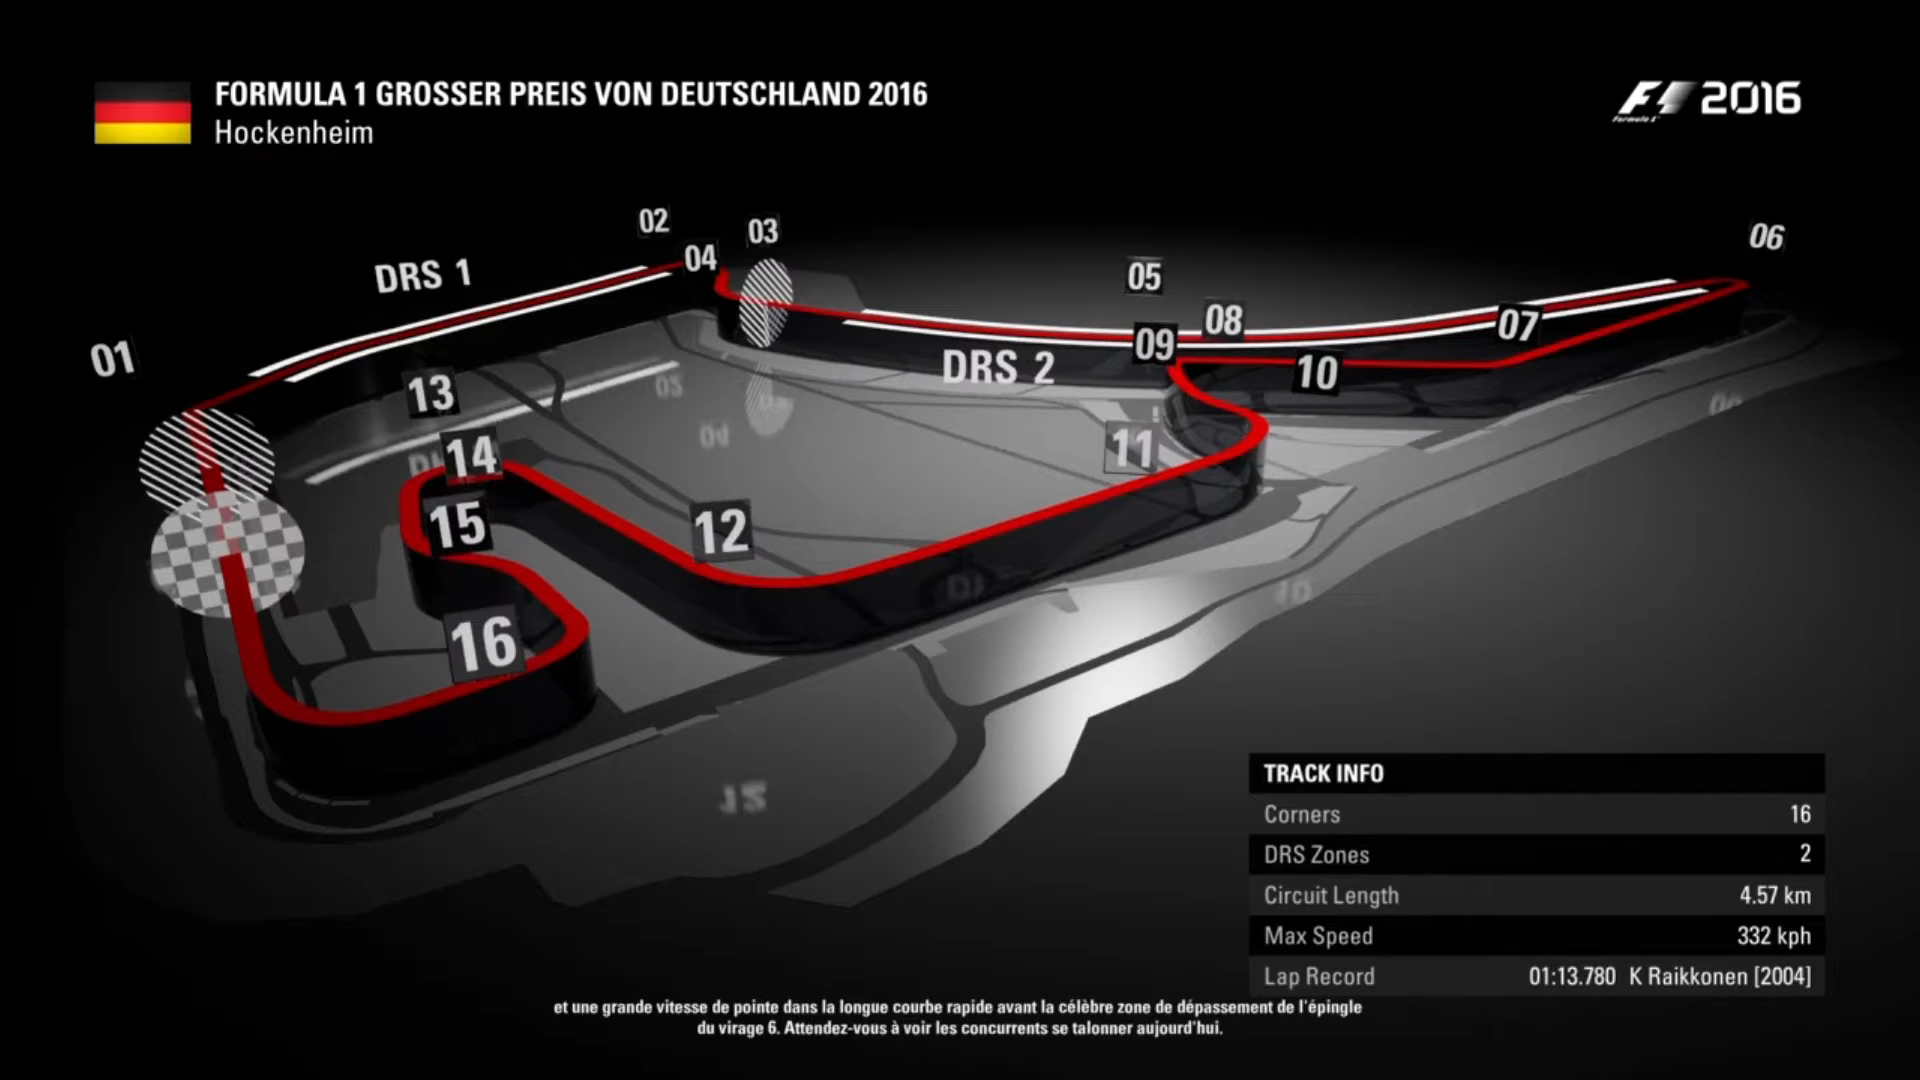 FORMULA 1 GROSSER PREIS VON DEUTSCHLAND 2016
Hockenheim
F1 2016
Formula 1
02
03
04
06
DRS 1
05
01
08
07
09
DRS 2
10
13
11
14
15
12
16
TRACK INFO
Corners 16
DRS Zones 2
Circuit Length 4.57 km
Max Speed 332 kph
Lap Record 01:13.780 K Raikkonen [2004]
et une grande vitesse de pointe dans la longue courbe rapide avant la célèbre zone de dépassement de l'épingle
du virage 6. Attendez-vous à voir les concurrents se talonner aujourd'hui.